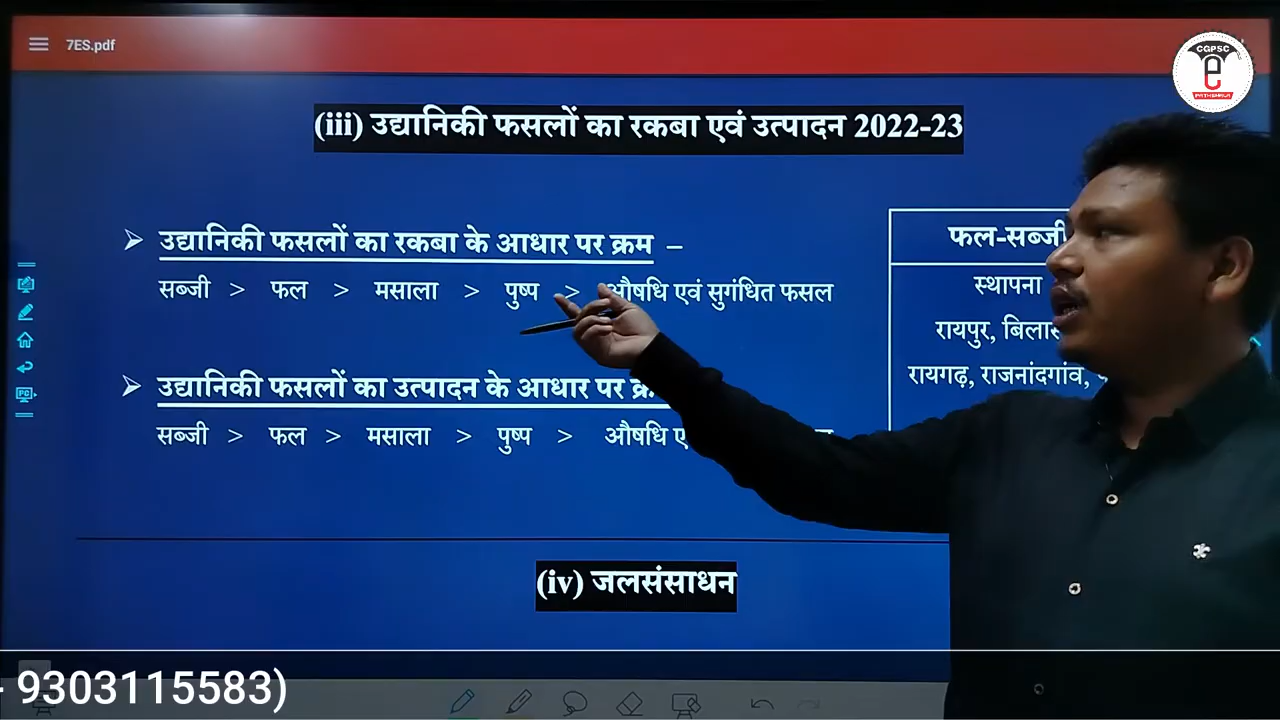 7ES.pdf
CGPSC
(iii) उद्यानिकी फसलों का रकबा एवं उत्पादन 2022-23
➢ उद्यानिकी फसलों का रकबा के आधार पर क्रम –
सब्जी > फल > मसाला > पुष्प > औषधि एवं सुगंधित फसल
➢ उद्यानिकी फसलों का उत्पादन के आधार पर
सब्जी > फल > मसाला > पुष्प > औषधि
फल-सब्जी
स्थापना
रायपुर,
रायगढ़, राजनांदगांव,
(iv) जलसंसाधन
9303115583)